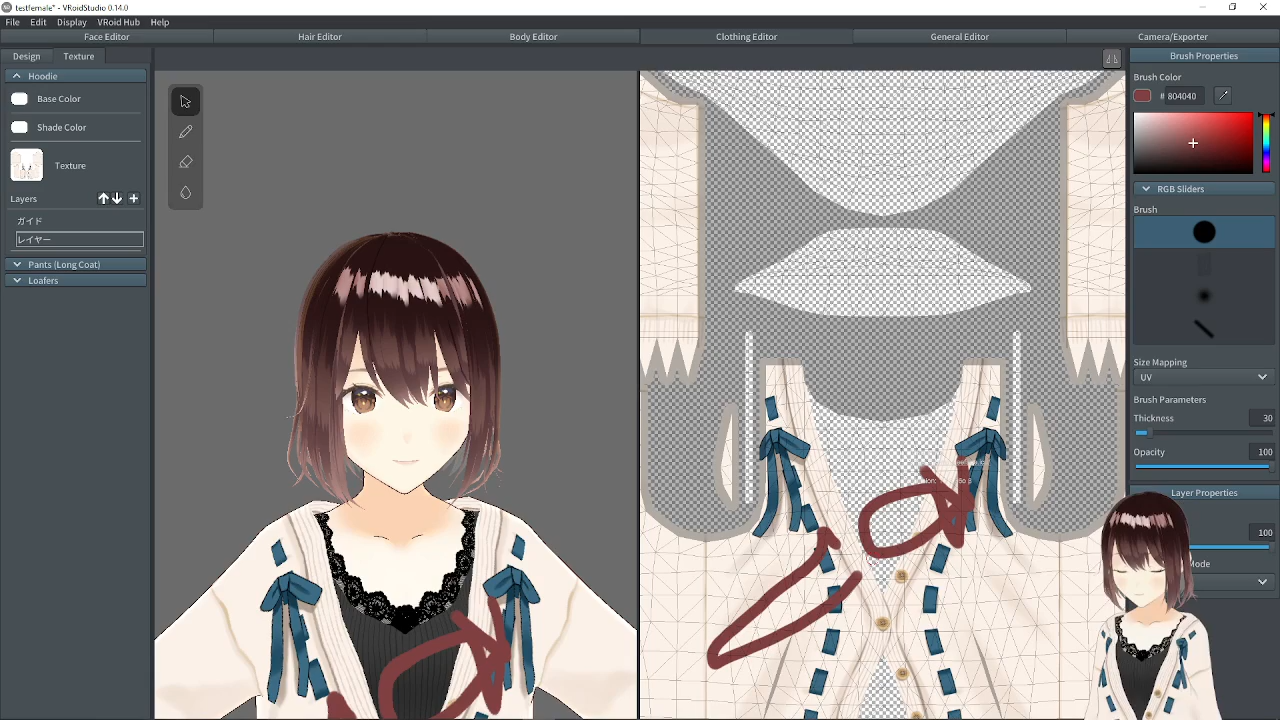 testfemale* - VRoidStudio 0.14.0
File Edit Display VRoid Hub Help
Face Editor Hair Editor Body Editor Clothing Editor General Editor Camera/Exporter
Design Texture
Hoodie
Base Color
Shade Color
Texture
Layers
ガイド
レイヤー
Pants (Long Coat)
Loafers
Brush Properties
Brush Color
# 804040
RGB Sliders
Brush
Size Mapping
UV
Brush Parameters
Thickness 30
Opacity 100
Layer Properties
100
Mode